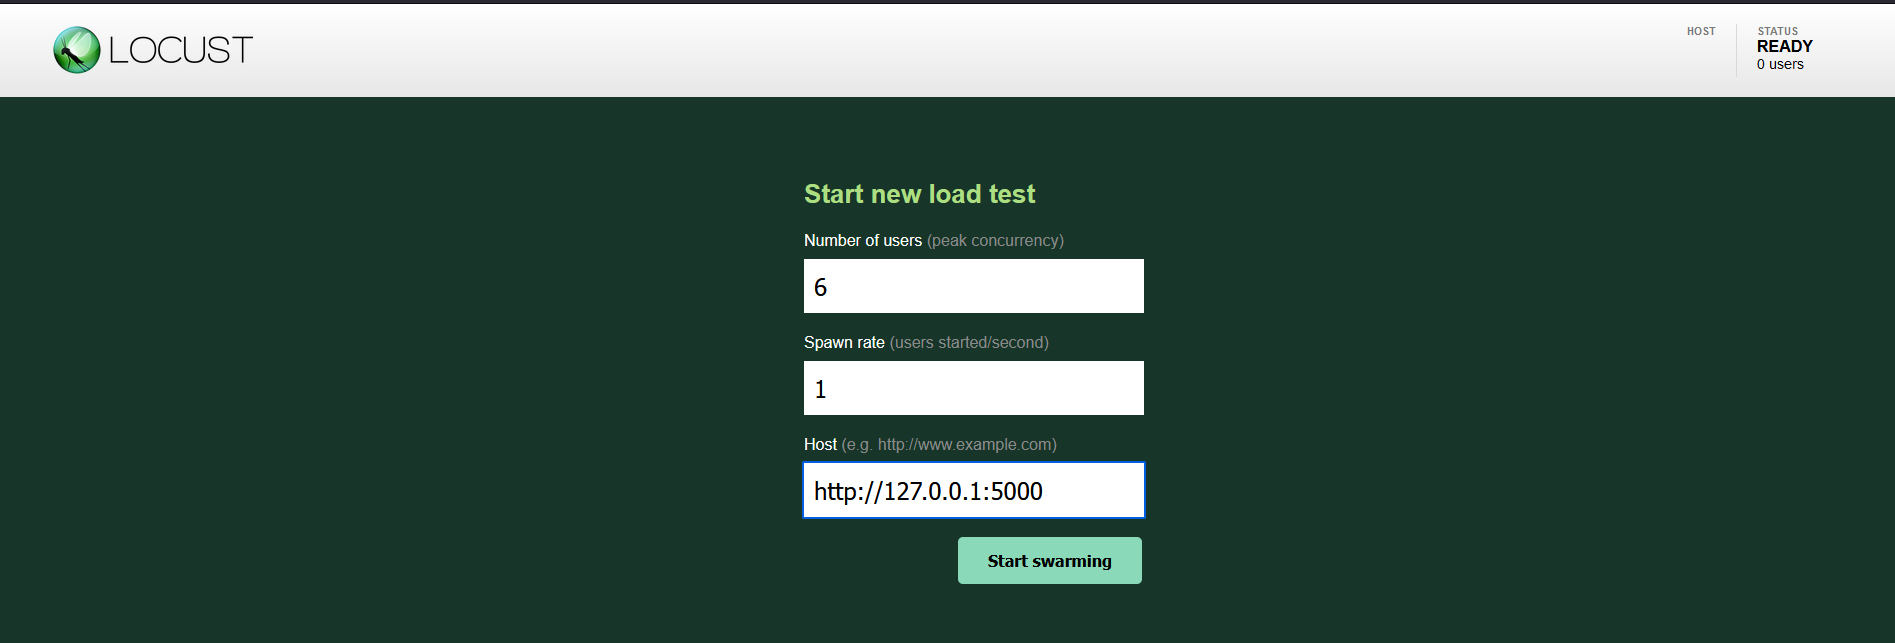 LOCUST
HOST
STATUS
READY
0 users
Start new load test
Number of users (peak concurrency)
6
Spawn rate (users started/second)
1
Host (e.g. http://www.example.com)
http://127.0.0.1:5000
Start swarming